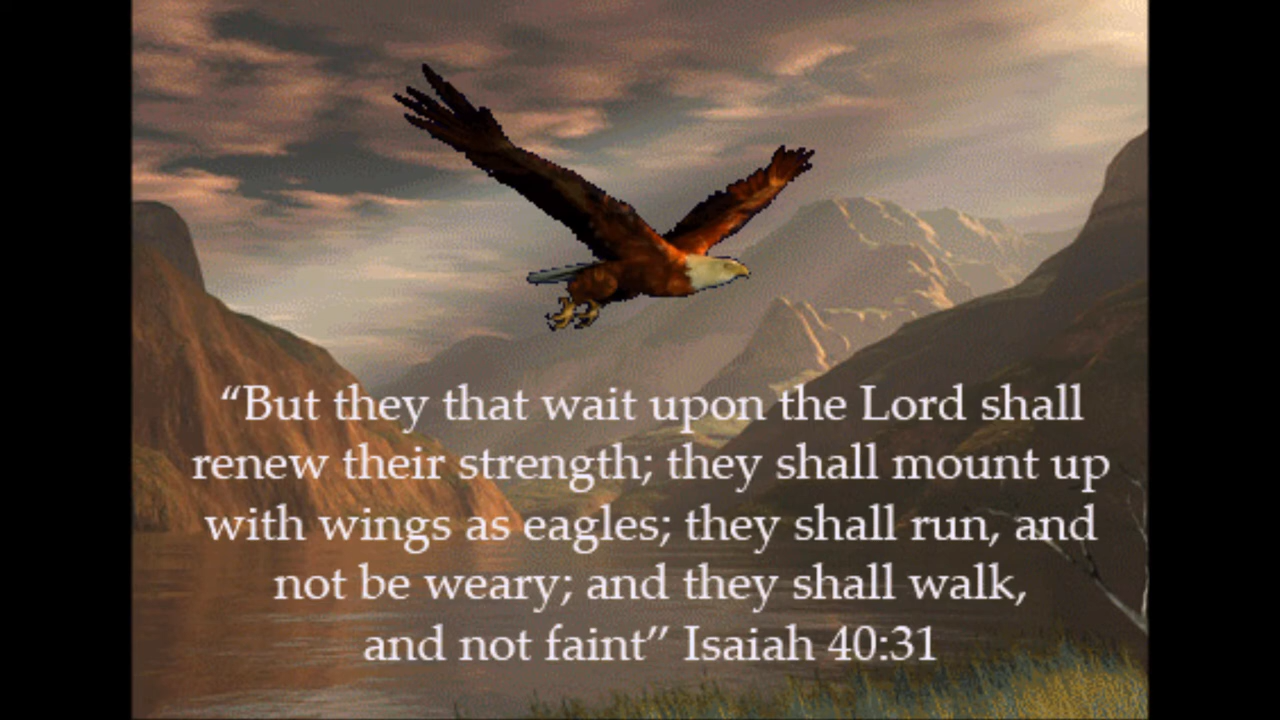 “But they that wait upon the Lord shall
renew their strength; they shall mount up
with wings as eagles; they shall run, and
not be weary; and they shall walk,
and not faint” Isaiah 40:31